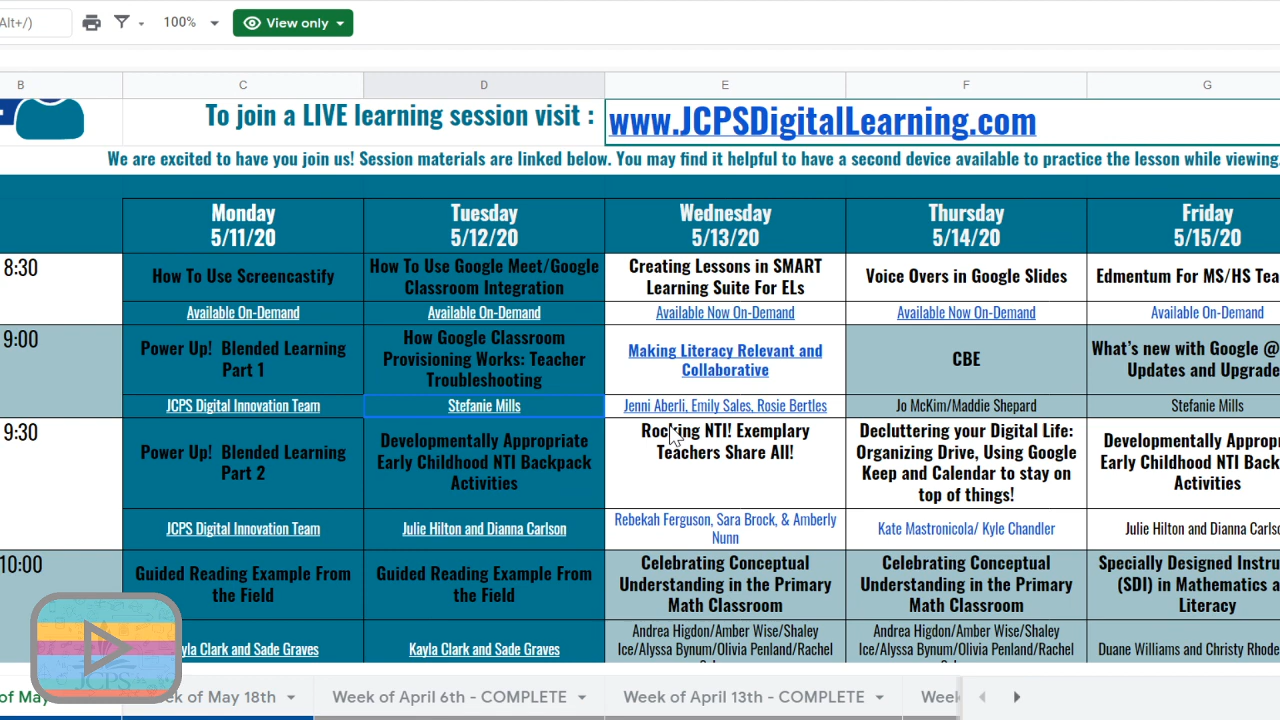 Alt+/)
100%
View only
B
C
D
E
F
G
To join a LIVE learning session visit :
www.JCPSDigitalLearning.com
We are excited to have you join us! Session materials are linked below. You may find it helpful to have a second device available to practice the lesson while viewing.
Monday
5/11/20
Tuesday
5/12/20
Wednesday
5/13/20
Thursday
5/14/20
Friday
5/15/20
8:30
How To Use Screencastify
How To Use Google Meet/Google
Classroom Integration
Creating Lessons in SMART
Learning Suite For ELs
Voice Overs in Google Slides
Edmentum For MS/HS Tea
Available On-Demand
Available On-Demand
Available Now On-Demand
Available Now On-Demand
Available On-Demand
9:00
Power Up! Blended Learning
Part 1
How Google Classroom
Provisioning Works: Teacher
Troubleshooting
Making Literacy Relevant and
Collaborative
CBE
What's new with Google @
Updates and Upgrade
JCPS Digital Innovation Team
Stefanie Mills
Jenni Aberli, Emily Sales, Rosie Bertles
Jo McKim/Maddie Shepard
Stefanie Mills
9:30
Power Up! Blended Learning
Part 2
Developmentally Appropriate
Early Childhood NTI Backpack
Activities
Rocking NTI! Exemplary
Teachers Share All!
Decluttering your Digital Life:
Organizing Drive, Using Google
Keep and Calendar to stay on
top of things!
Developmentally Approp
Early Childhood NTI Back
Activities
JCPS Digital Innovation Team
Julie Hilton and Dianna Carlson
Rebekah Ferguson, Sara Brock, & Amberly
Nunn
Kate Mastronicola/ Kyle Chandler
Julie Hilton and Dianna Carlso
10:00
Guided Reading Example From
the Field
Guided Reading Example From
the Field
Celebrating Conceptual
Understanding in the Primary
Math Classroom
Celebrating Conceptual
Understanding in the Primary
Math Classroom
Specially Designed Instru
(SDI) in Mathematics a
Literacy
yla Clark and Sade Graves
Kayla Clark and Sade Graves
Andrea Higdon/Amber Wise/Shaley
Ice/Alyssa Bynum/Olivia Penland/Rachel
Andrea Higdon/Amber Wise/Shaley
Ice/Alyssa Bynum/Olivia Penland/Rachel
Duane Williams and Christy Rhode
JCPS
of May
k of May 18th
Week of April 6th - COMPLETE
Week of April 13th - COMPLETE
Week